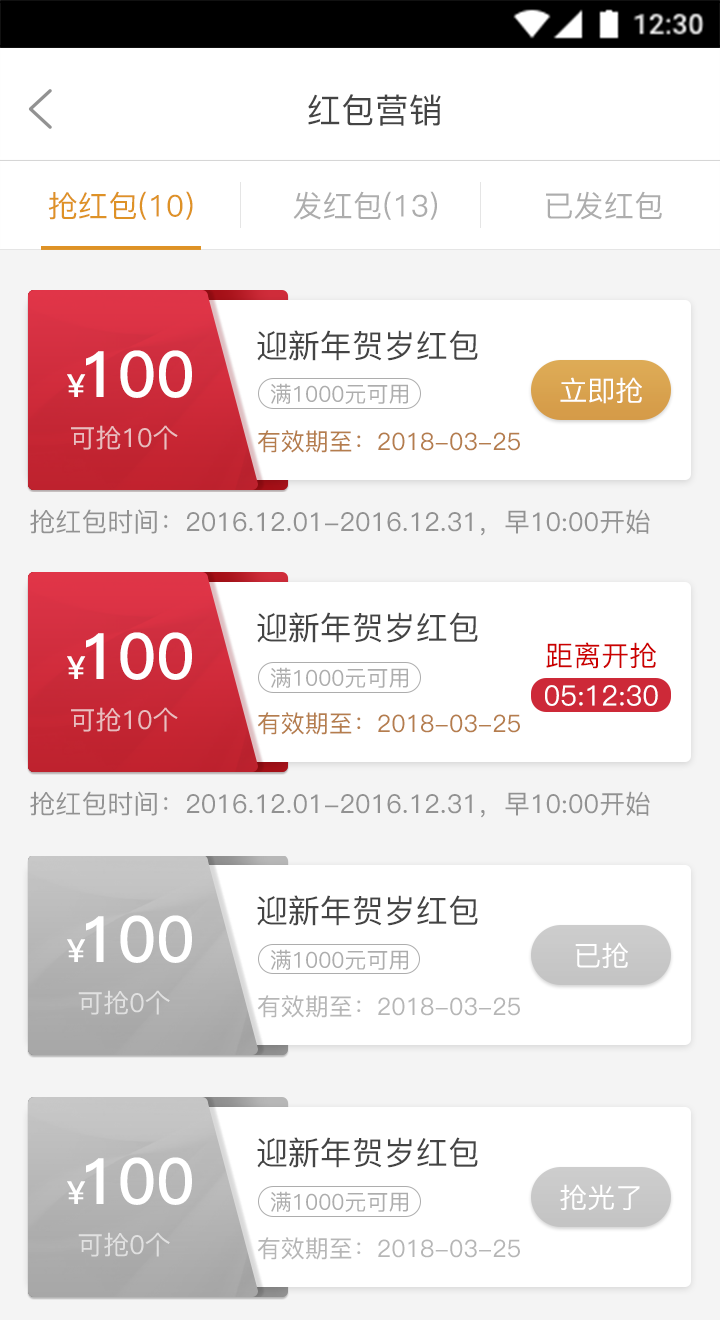 12:30
红包营销
抢红包(10) 发红包(13) 已发红包
¥100
可抢10个
迎新年贺岁红包
满1000元可用
有效期至：2018-03-25
立即抢
抢红包时间：2016.12.01-2016.12.31，早10:00开始
¥100
可抢10个
迎新年贺岁红包
满1000元可用
有效期至：2018-03-25
距离开抢
05:12:30
抢红包时间：2016.12.01-2016.12.31，早10:00开始
¥100
可抢0个
迎新年贺岁红包
满1000元可用
有效期至：2018-03-25
已抢
¥100
可抢0个
迎新年贺岁红包
满1000元可用
有效期至：2018-03-25
抢光了